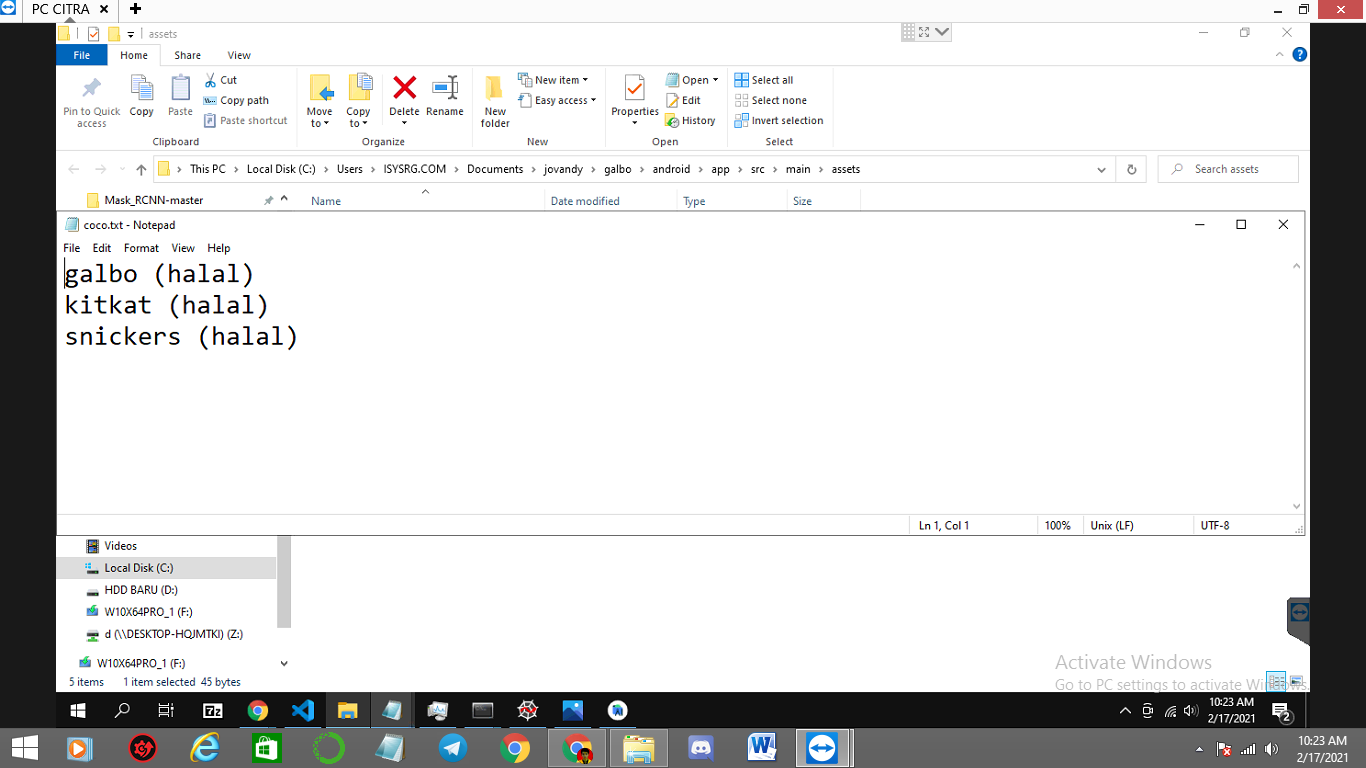 PC CITRA
assets
File Home Share View
Pin to Quick access
Copy
Paste
Cut
Copy path
Paste shortcut
Clipboard
Move to
Copy to
Delete
Rename
Organize
New folder
New item
Easy access
New
Properties
Open
Edit
History
Open
Select all
Select none
Invert selection
Select
This PC › Local Disk (C:) › Users › ISYSRG.COM › Documents › jovandy › galbo › android › app › src › main › assets
Search assets
Mask_RCNN-master
Name Date modified Type Size
coco.txt - Notepad
File Edit Format View Help
galbo (halal)
kitkat (halal)
snickers (halal)
Ln 1, Col 1 100% Unix (LF) UTF-8
Videos
Local Disk (C:)
HDD BARU (D:)
W10X64PRO_1 (F:)
d (\\DESKTOP-HQJMTKI) (Z:)
W10X64PRO_1 (F:)
5 items 1 item selected 45 bytes
Activate Windows
Go to PC settings to activate Windows.
10:23 AM
2/17/2021
2
10:23 AM
2/17/2021